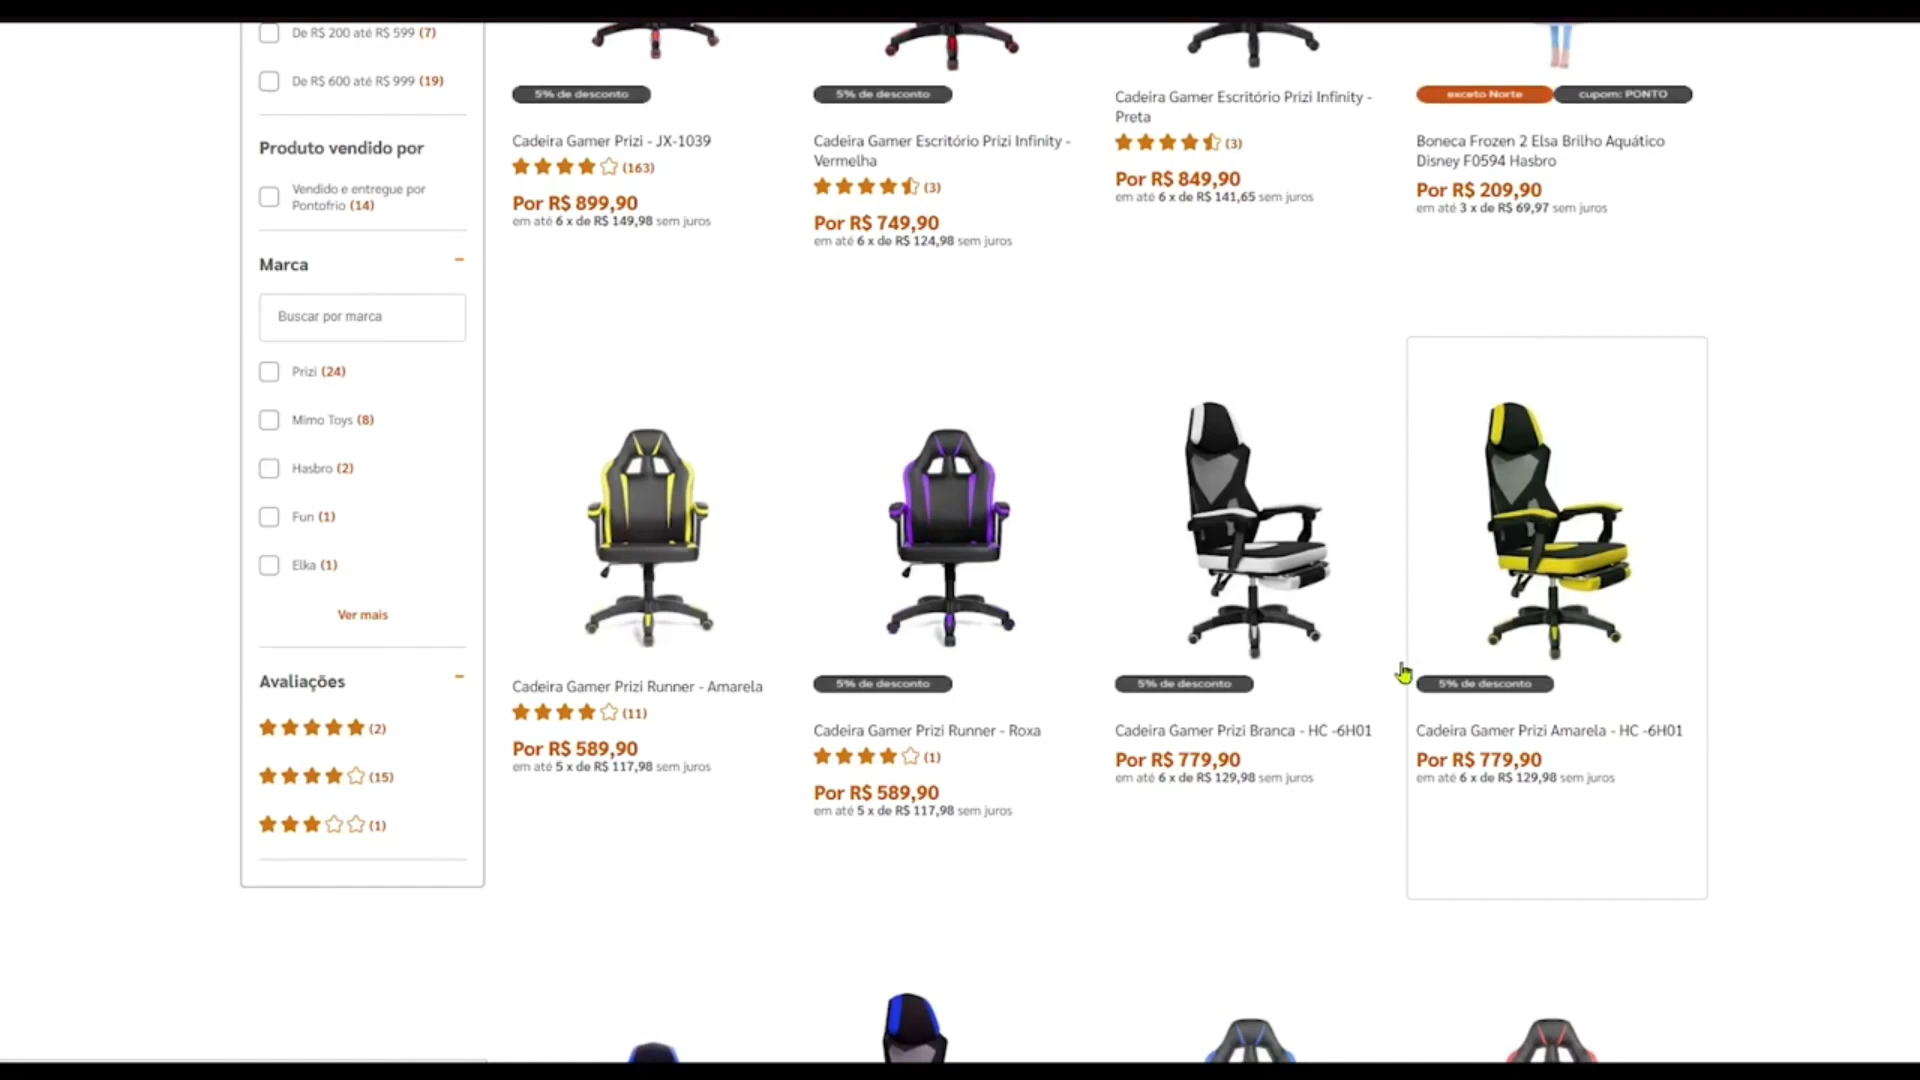 De R$ 200 até R$ 599 (7)
De R$ 600 até R$ 999 (19)
Produto vendido por
Vendido e entregue por
Pontofrio (14)
Marca
Buscar por marca
Prizi (24)
Mimo Toys (8)
Hasbro (2)
Fun (1)
Elka (1)
Ver mais
Avaliações
(2)
(15)
(1)
5% de desconto
Cadeira Gamer Prizi - JX-1039
(163)
Por R$ 899,90
em até 6 x de R$ 149,98 sem juros
5% de desconto
Cadeira Gamer Escritório Prizi Infinity -
Vermelha
(3)
Por R$ 749,90
em até 6 x de R$ 124,98 sem juros
Cadeira Gamer Escritório Prizi Infinity -
Preta
(3)
Por R$ 849,90
em até 6 x de R$ 141,65 sem juros
exceto Norte
cupom: PONTO
Boneca Frozen 2 Elsa Brilho Aquático
Disney F0594 Hasbro
Por R$ 209,90
em até 3 x de R$ 69,97 sem juros
Cadeira Gamer Prizi Runner - Amarela
(11)
Por R$ 589,90
em até 5 x de R$ 117,98 sem juros
5% de desconto
Cadeira Gamer Prizi Runner - Roxa
(1)
Por R$ 589,90
em até 5 x de R$ 117,98 sem juros
5% de desconto
Cadeira Gamer Prizi Branca - HC -6H01
Por R$ 779,90
em até 6 x de R$ 129,98 sem juros
5% de desconto
Cadeira Gamer Prizi Amarela - HC -6H01
Por R$ 779,90
em até 6 x de R$ 129,98 sem juros